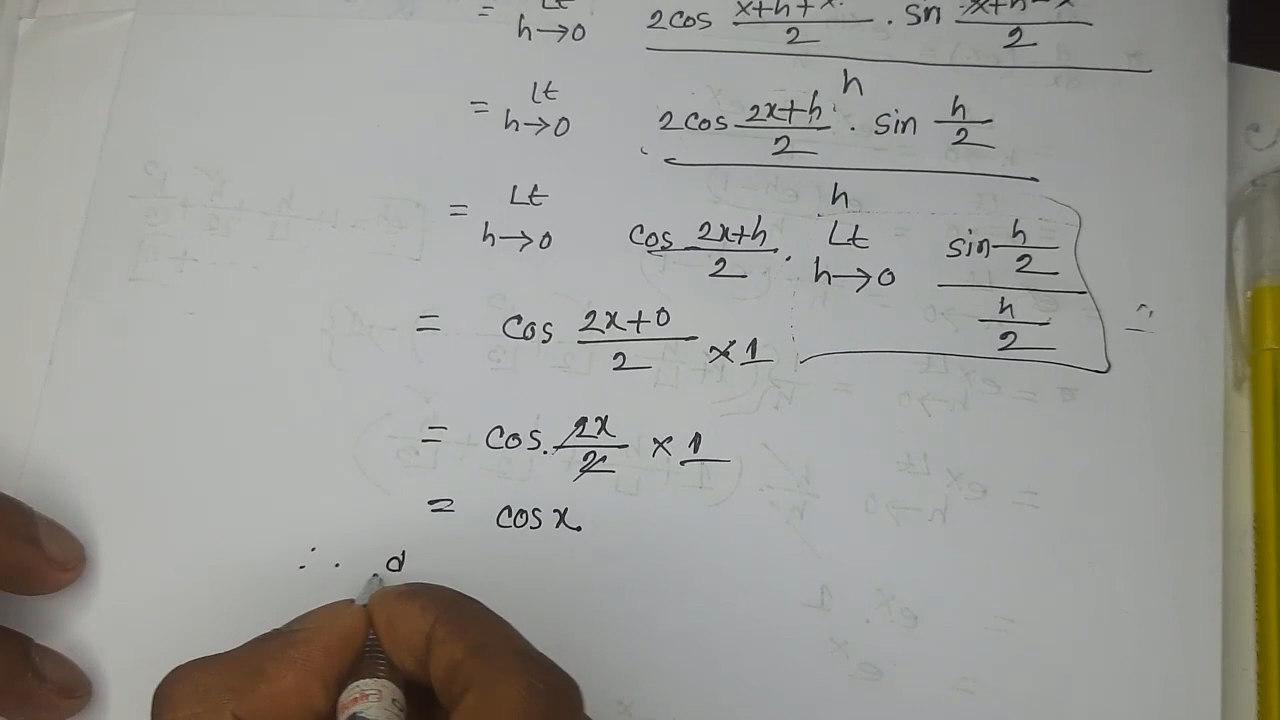 = Lt h→0 2cos x+h+x/2 . sn x+h-x/2 / h
= Lt h→0 2cos 2x+h/2 . sin h/2 / h
= Lt h→0 cos 2x+h/2 . Lt h→0 sin h/2 / h/2
= cos 2x+0/2 × 1
= cos. 2x/2 × 1
= cos x.
∴ d